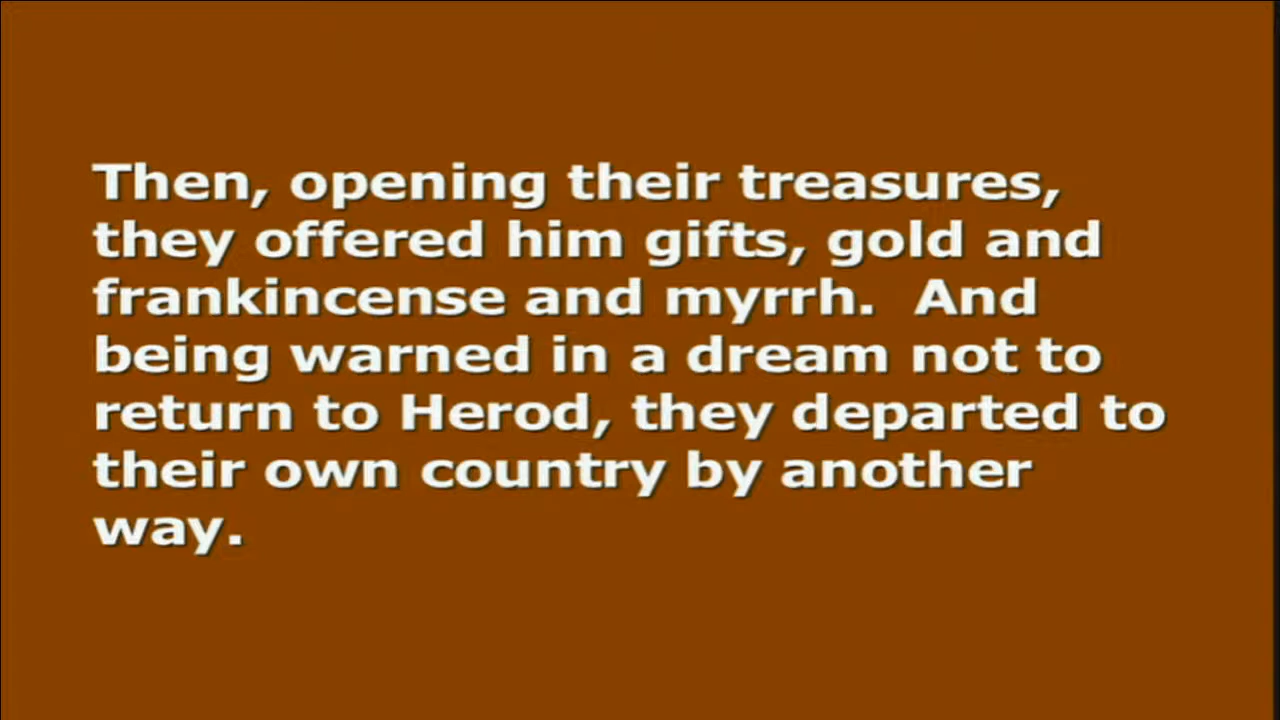 Then, opening their treasures,
they offered him gifts, gold and
frankincense and myrrh.  And
being warned in a dream not to
return to Herod, they departed to
their own country by another
way.